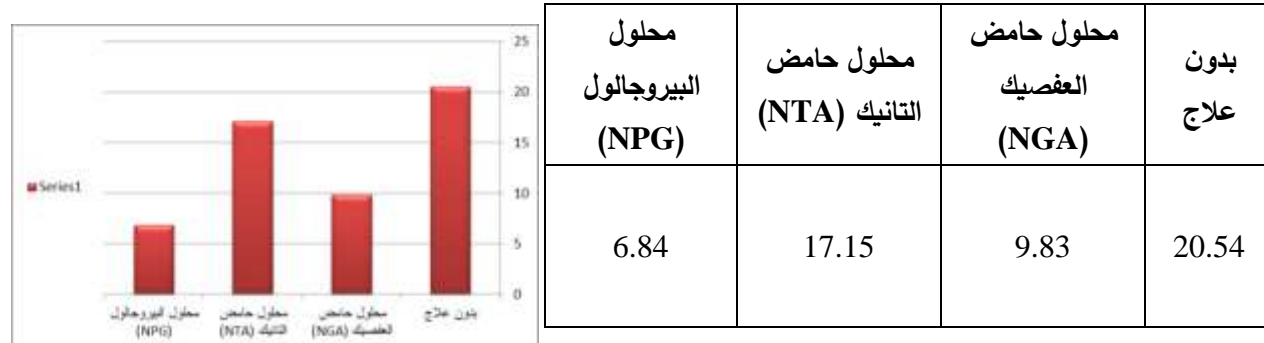 بدون
علاج
محلول حامض
العفصيك
(NGA)
محلول حامض
التانيك (NTA)
محلول
البيروجالول
(NPG)
20.54
9.83
17.15
6.84
25
20
15
10
5
0
Series1
بدون علاج
محلول حامض
العفصيك (NGA)
محلول حامض
التانيك (NTA)
محلول البيروجالول
(NPG)